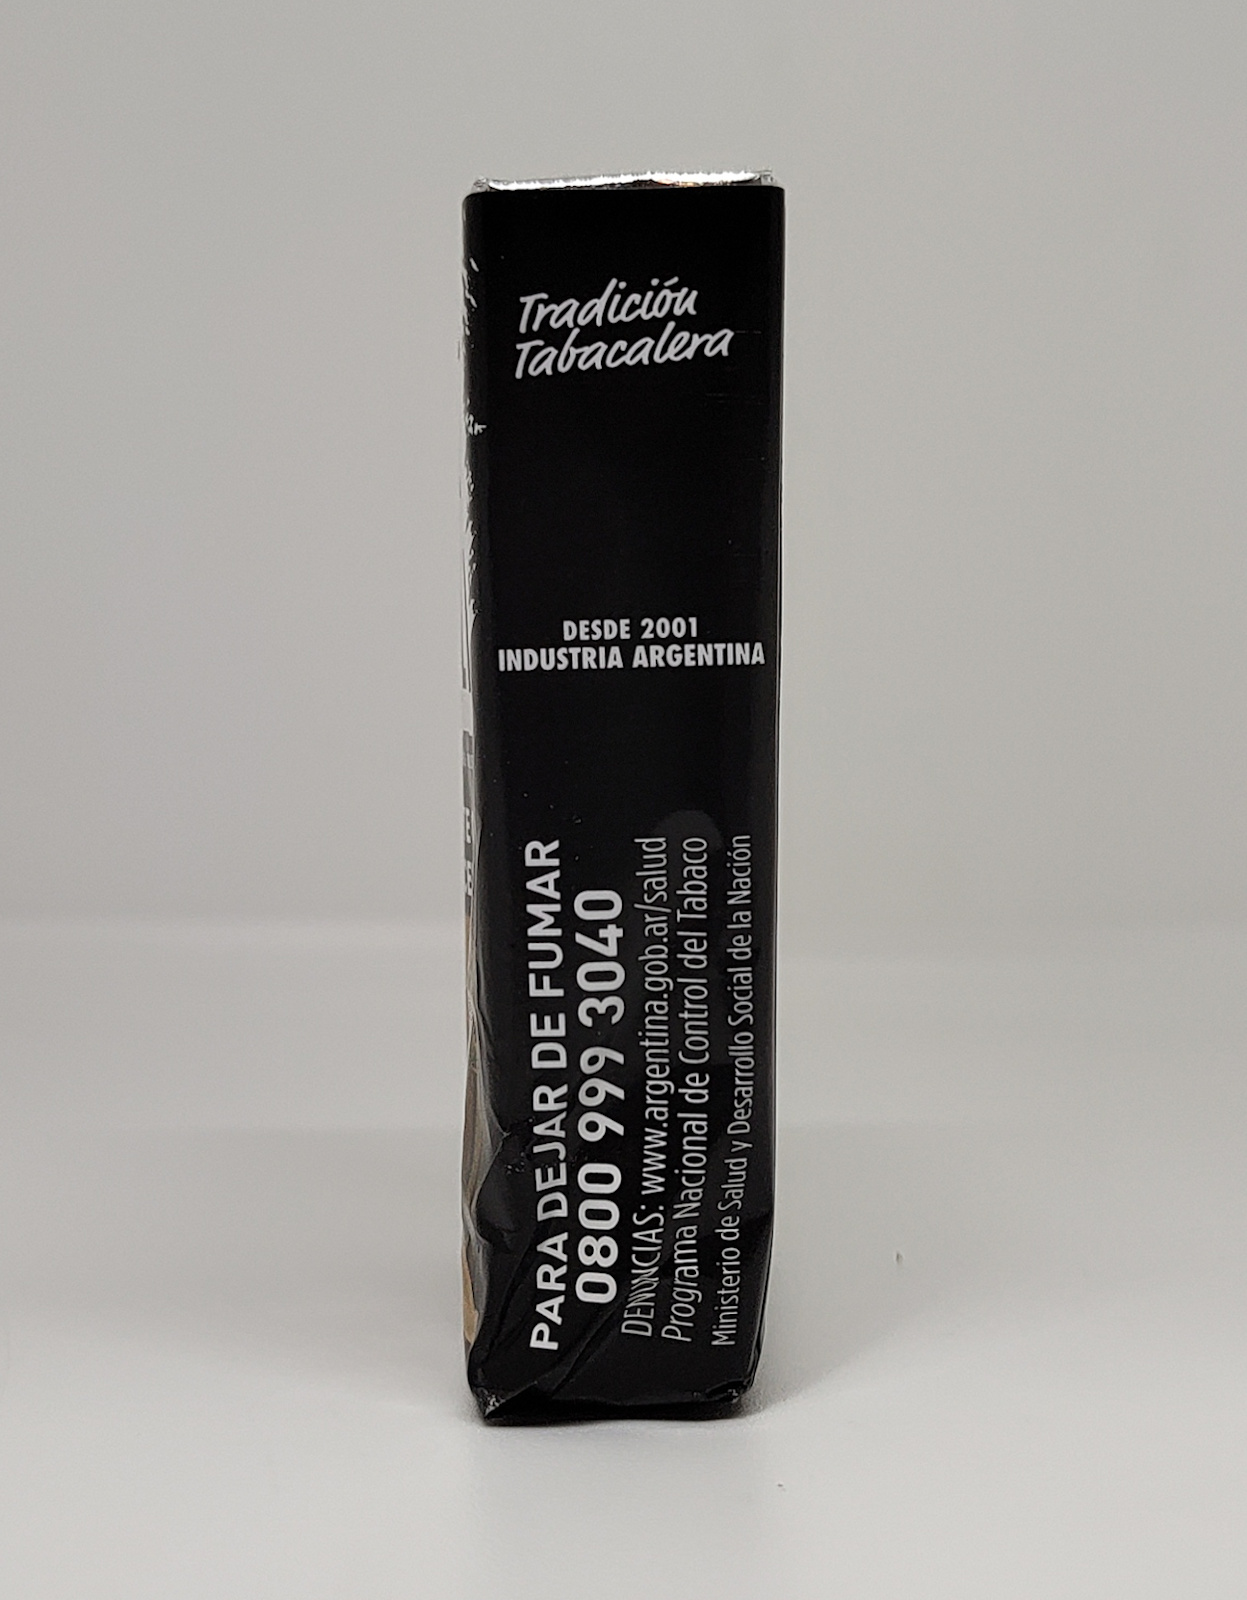 Tradición
Tabacalera
DESDE 2001
INDUSTRIA ARGENTINA
PARA DEJAR DE FUMAR
0800 999 3040
DENUNCIAS: www.argentina.gob.ar/salud
Programa Nacional de Control del Tabaco
Ministerio de Salud y Desarrollo Social de la Nación